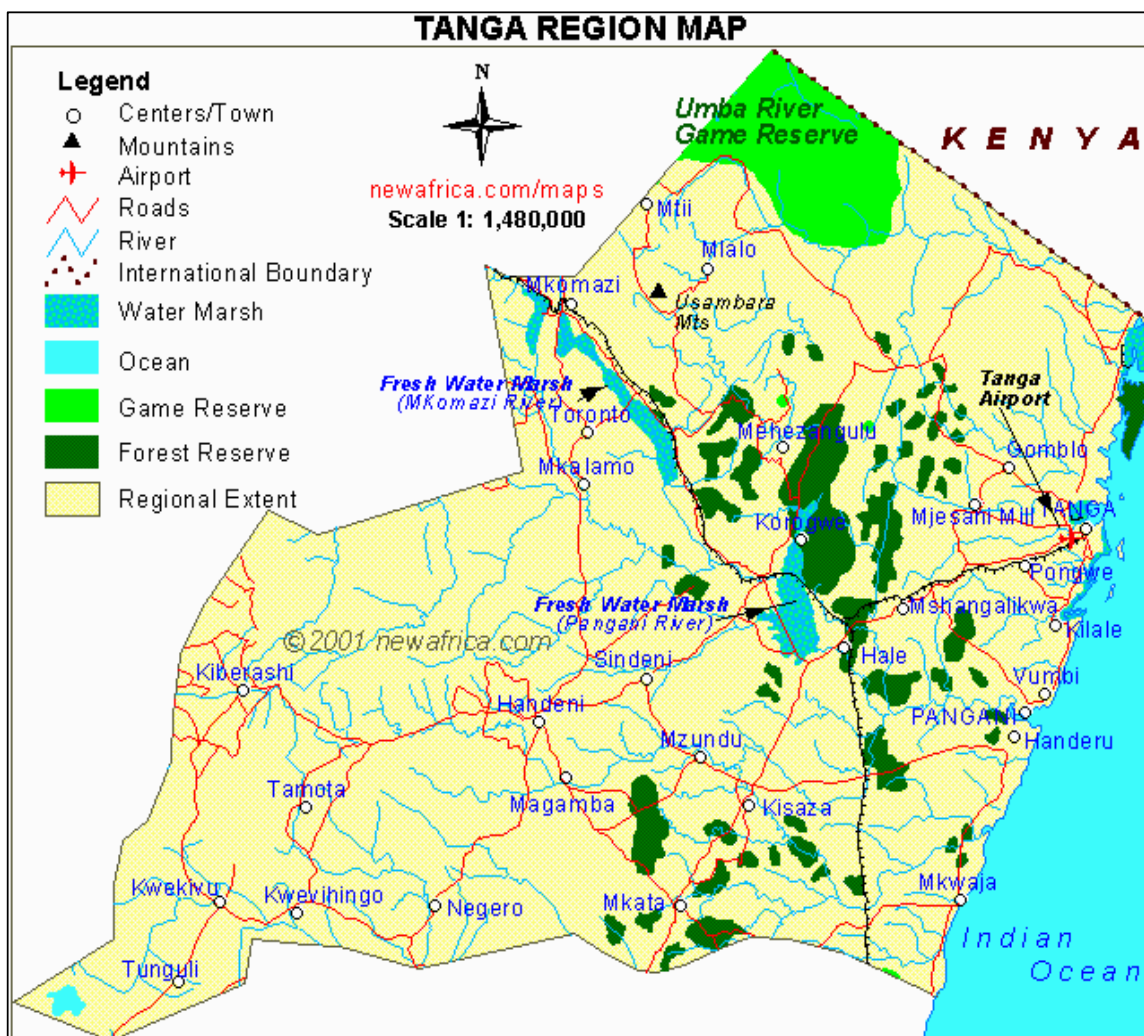 TANGA REGION MAP
Legend
Centers/Town
Mountains
Airport
Roads
River
International Boundary
Water Marsh
Ocean
Game Reserve
Forest Reserve
Regional Extent
N
newafrica.com/maps
Scale 1: 1,480,000
Umba River
Game Reserve
KENYA
Mtii
Mlalo
Mkomazi
Usambara
Mts
Fresh Water Marsh
(MKomazi River)
Toronto
Tanga
Airport
Mehezangulu
Gomblo
Mkalamo
Korogwe
Mjesani Mill
TANGA
Pongwe
Fresh Water Marsh
(Pangani River)
Mshangalikwa
Kilale
©2001 newafrica.com
Sindeni
Hale
Kiberashi
Vumbi
Handeni
PANGANI
Handeru
Mzundu
Tamota
Magamba
Kisaza
Kwekivu
Kwevihingo
Negero
Mkata
Mkwaja
Tunguli
Indian
Ocean